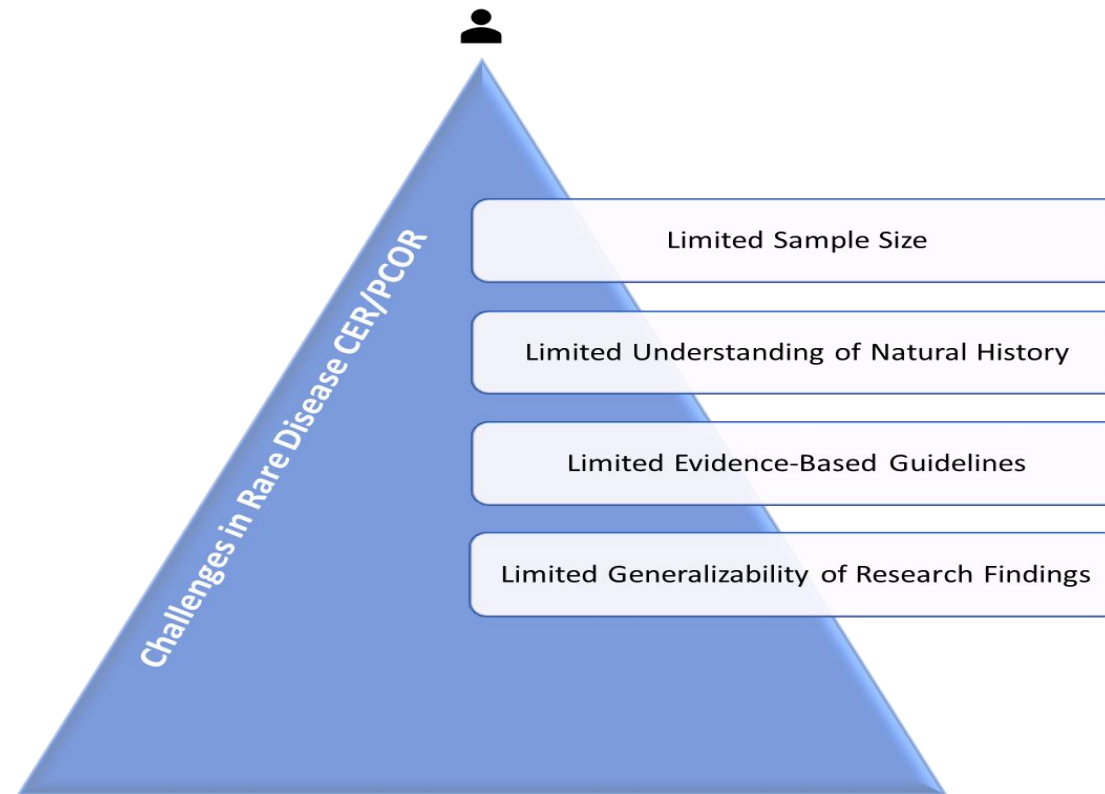 Challenges in Rare Disease CER/PCOR
Limited Sample Size
Limited Understanding of Natural History
Limited Evidence-Based Guidelines
Limited Generalizability of Research Findings